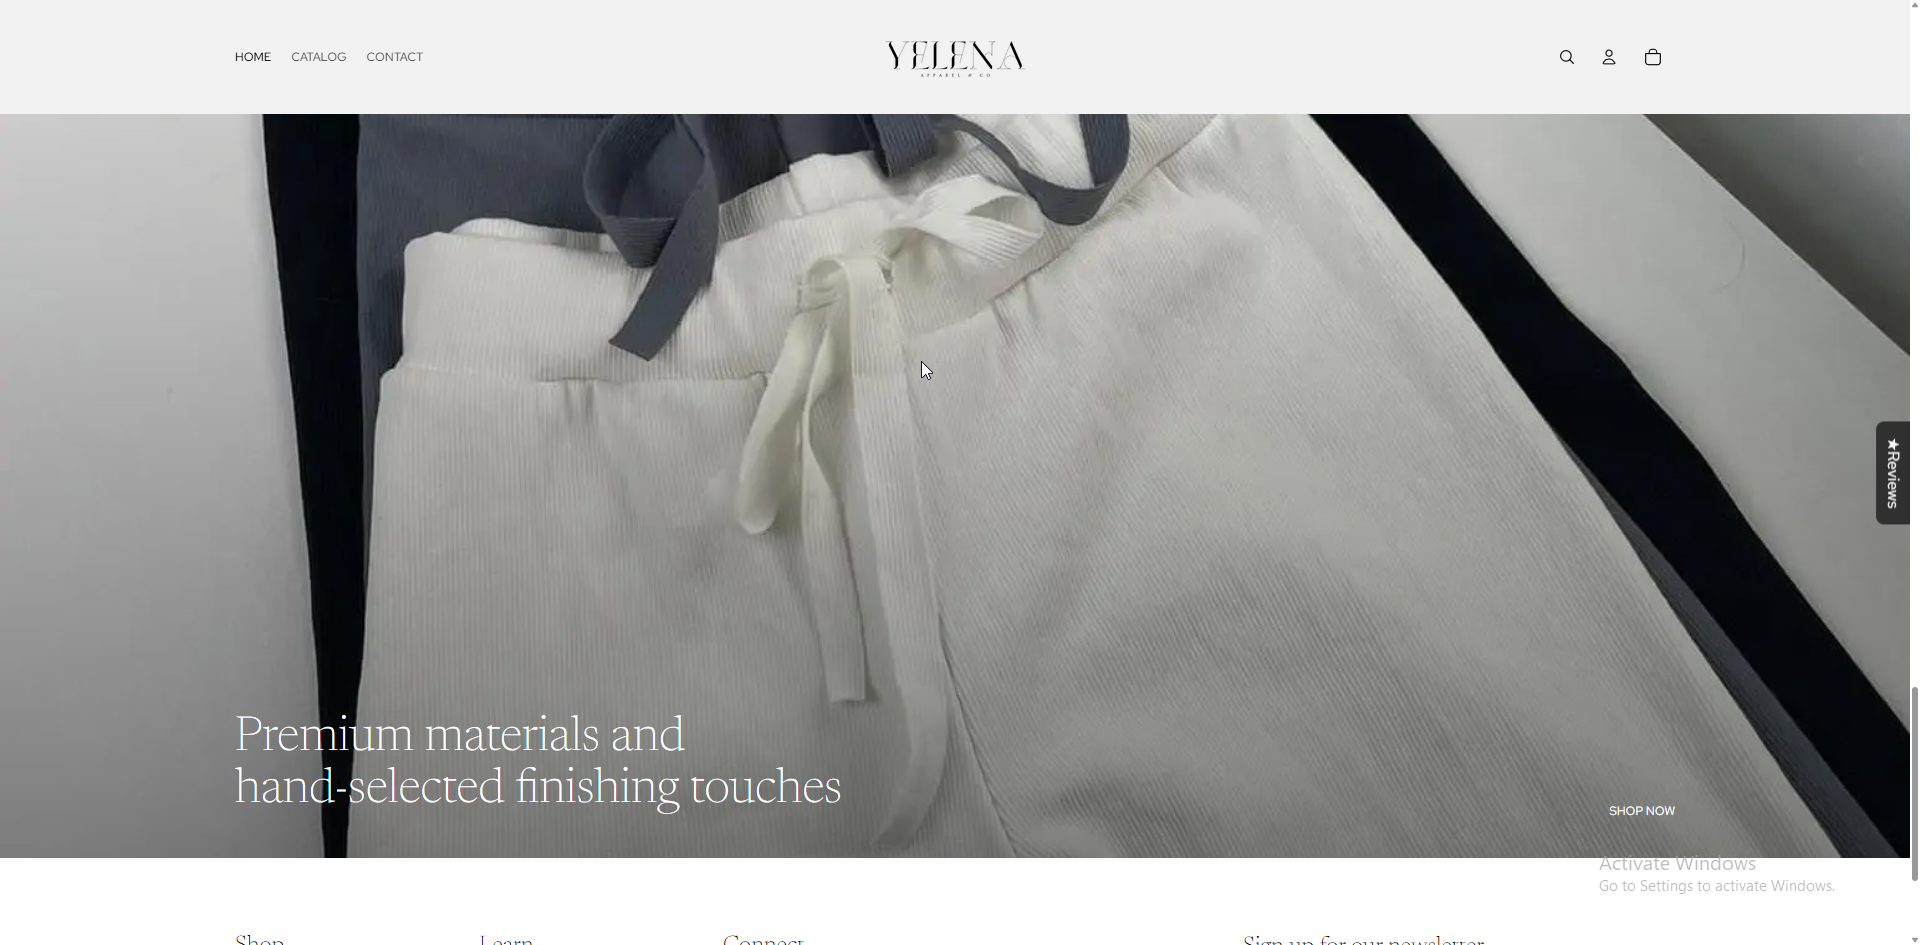 HOME CATALOG CONTACT
YELENA
APPAREL & CO
★Reviews
Premium materials and
hand-selected finishing touches
SHOP NOW
Activate Windows
Go to Settings to activate Windows.
Shop Learn Connect Sign up for our newsletter